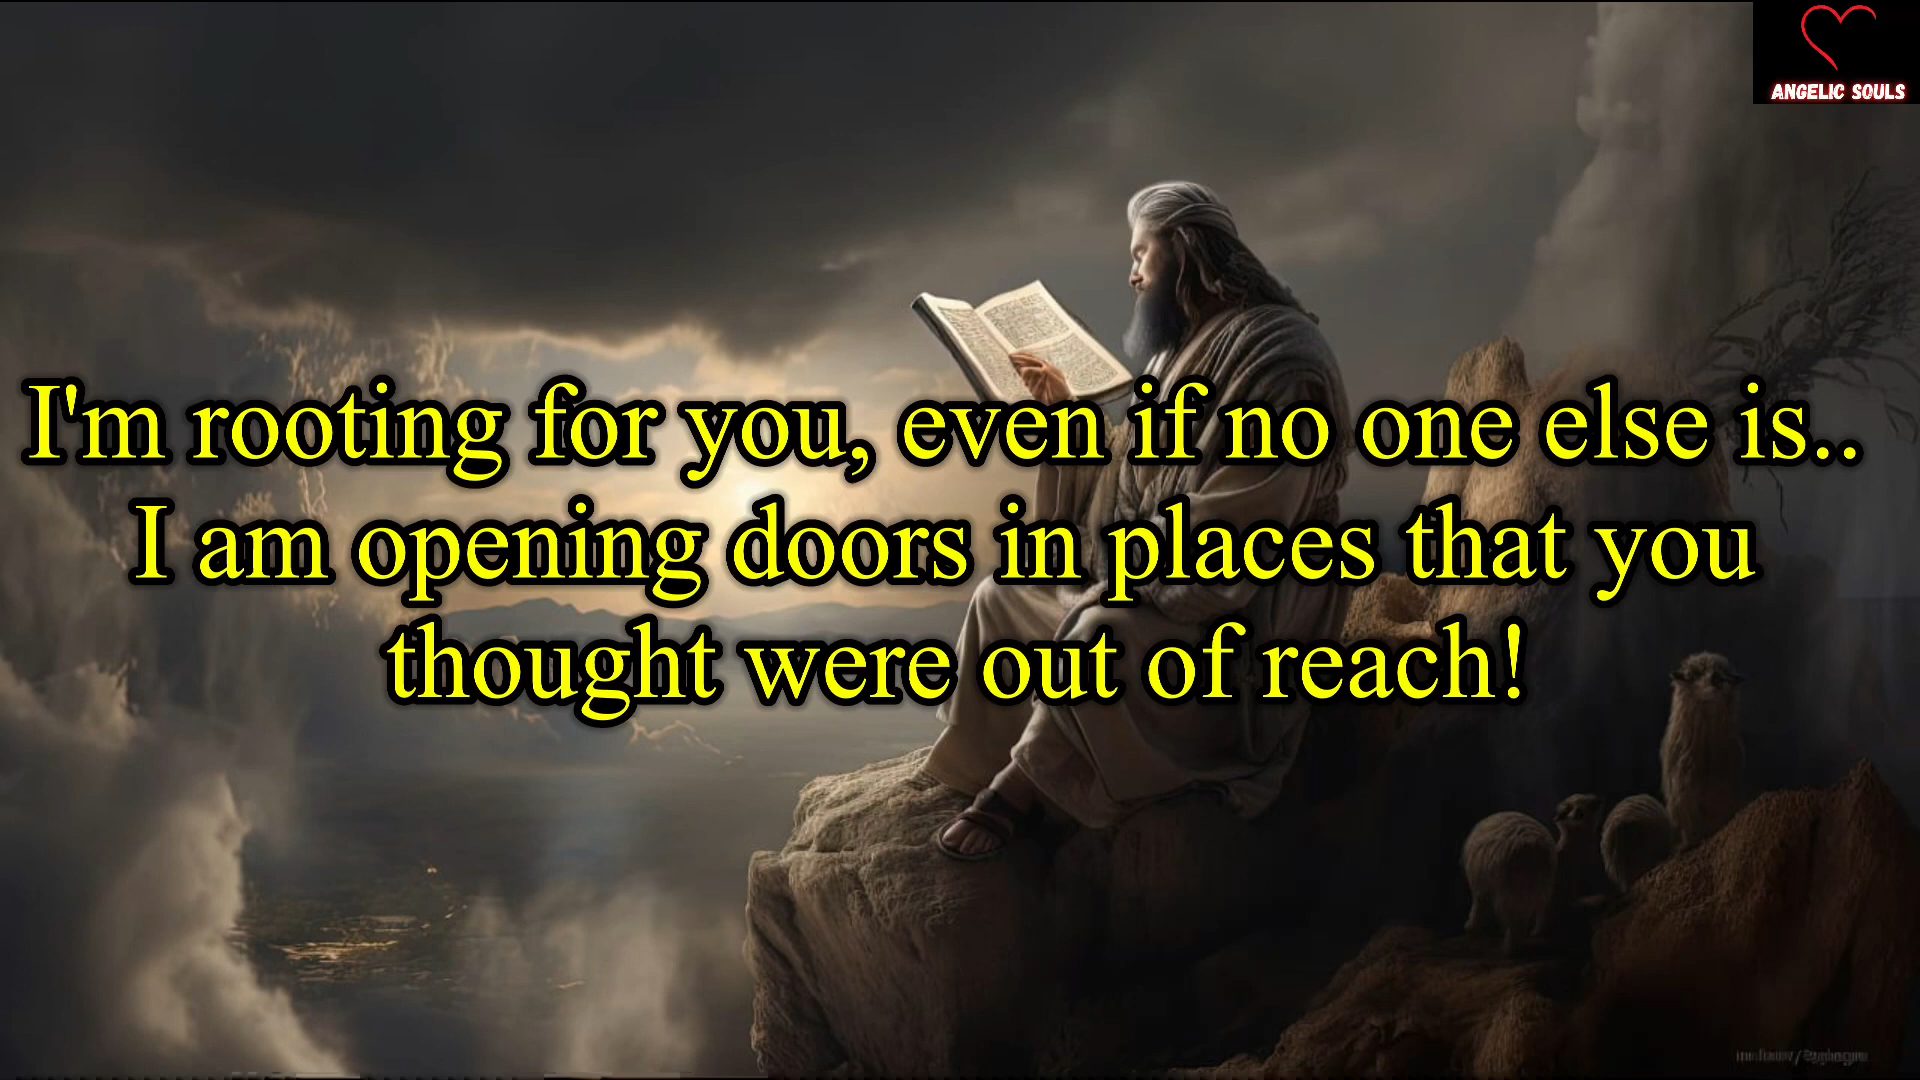 ANGELIC SOULS
I'm rooting for you, even if no one else is..
I am opening doors in places that you
thought were out of reach!